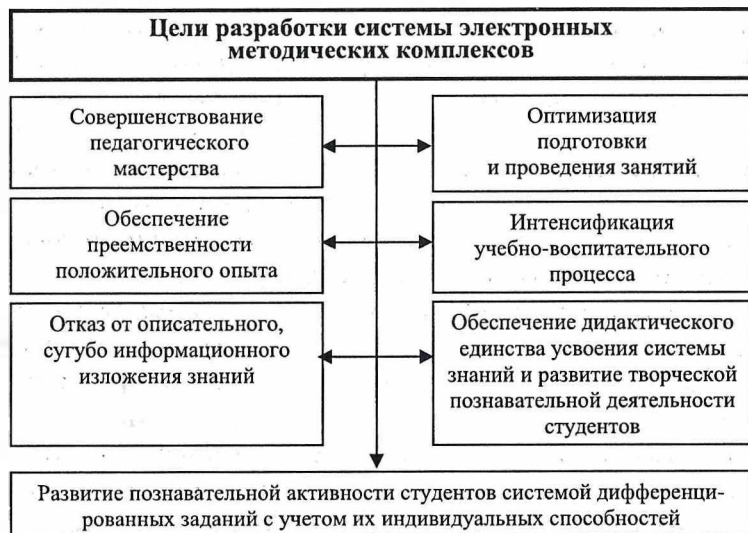 Цели разработки системы электронных
методических комплексов
Совершенствование
педагогического
мастерства
Оптимизация
подготовки
и проведения занятий
Обеспечение
преемственности
положительного опыта
Интенсификация
учебно-воспитательного
процесса
Отказ от описательного,
сугубо информационного
изложения знаний
Обеспечение дидактического
единства усвоения системы
знаний и развитие творческой
познавательной деятельности
студентов
Развитие познавательной активности студентов системой дифференци-
рованных заданий с учетом их индивидуальных способностей